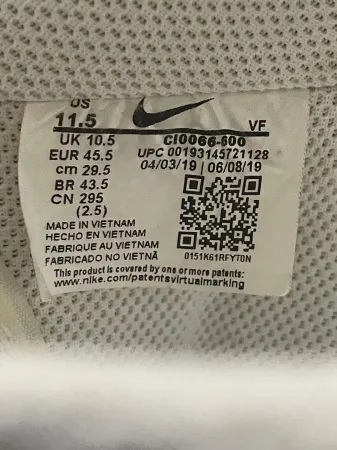 US
11.5 VF
UK 10.5 CI0066-600
EUR 45.5 UPC 00193145721128
cm 29.5 04/03/19 06/08/19
BR 43.5
CN 295
(2.5)
MADE IN VIETNAM
HECHO EN VIETNAM
FABRIQUE AU VIETNAM
FABRICADO NO VIETNÃ
0151K61RFYTDN
This product is covered by one or more patents:
www.nike.com/patentsvirtualmarking